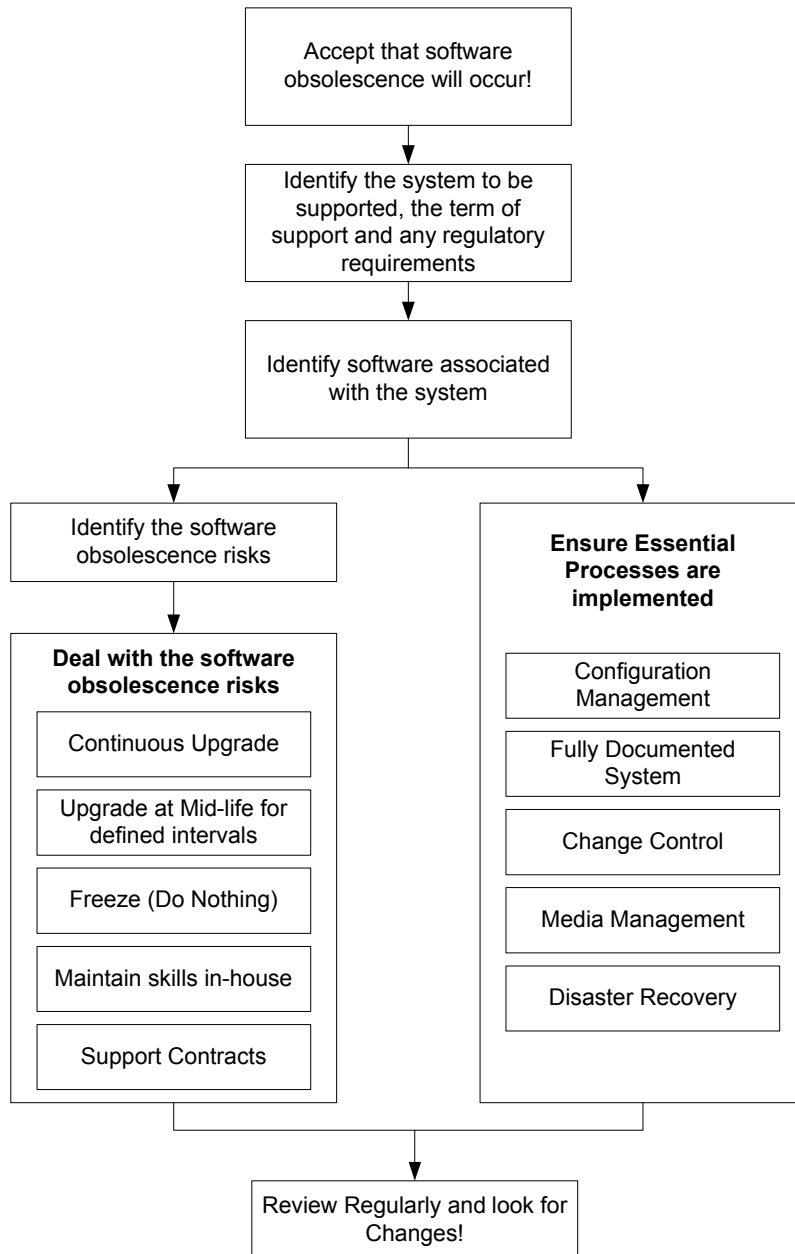 Accept that software
obsolescence will occur!
Identify the system to be
supported, the term of
support and any regulatory
requirements
Identify software associated
with the system
Identify the software
obsolescence risks
Deal with the software
obsolescence risks
Continuous Upgrade
Upgrade at Mid-life for
defined intervals
Freeze (Do Nothing)
Maintain skills in-house
Support Contracts
Ensure Essential
Processes are
implemented
Configuration
Management
Fully Documented
System
Change Control
Media Management
Disaster Recovery
Review Regularly and look for
Changes!